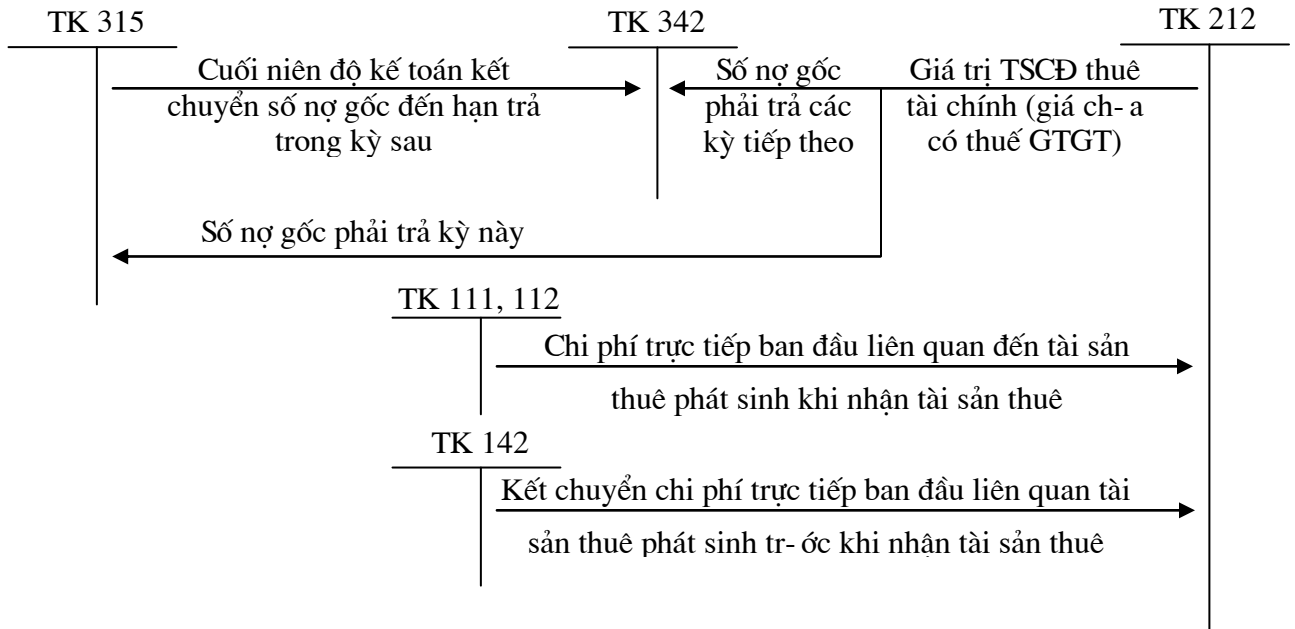 TK 315
TK 342
TK 212
Cuối niên độ kế toán kết
chuyển số nợ gốc đến hạn trả
trong kỳ sau
Số nợ gốc
phải trả các
kỳ tiếp theo
Giá trị TSCĐ thuê
tài chính (giá ch- a
có thuế GTGT)
Số nợ gốc phải trả kỳ này
TK 111, 112
Chi phí trực tiếp ban đầu liên quan đến tài sản
thuê phát sinh khi nhận tài sản thuê
TK 142
Kết chuyển chi phí trực tiếp ban đầu liên quan tài
sản thuê phát sinh tr- ớc khi nhận tài sản thuê